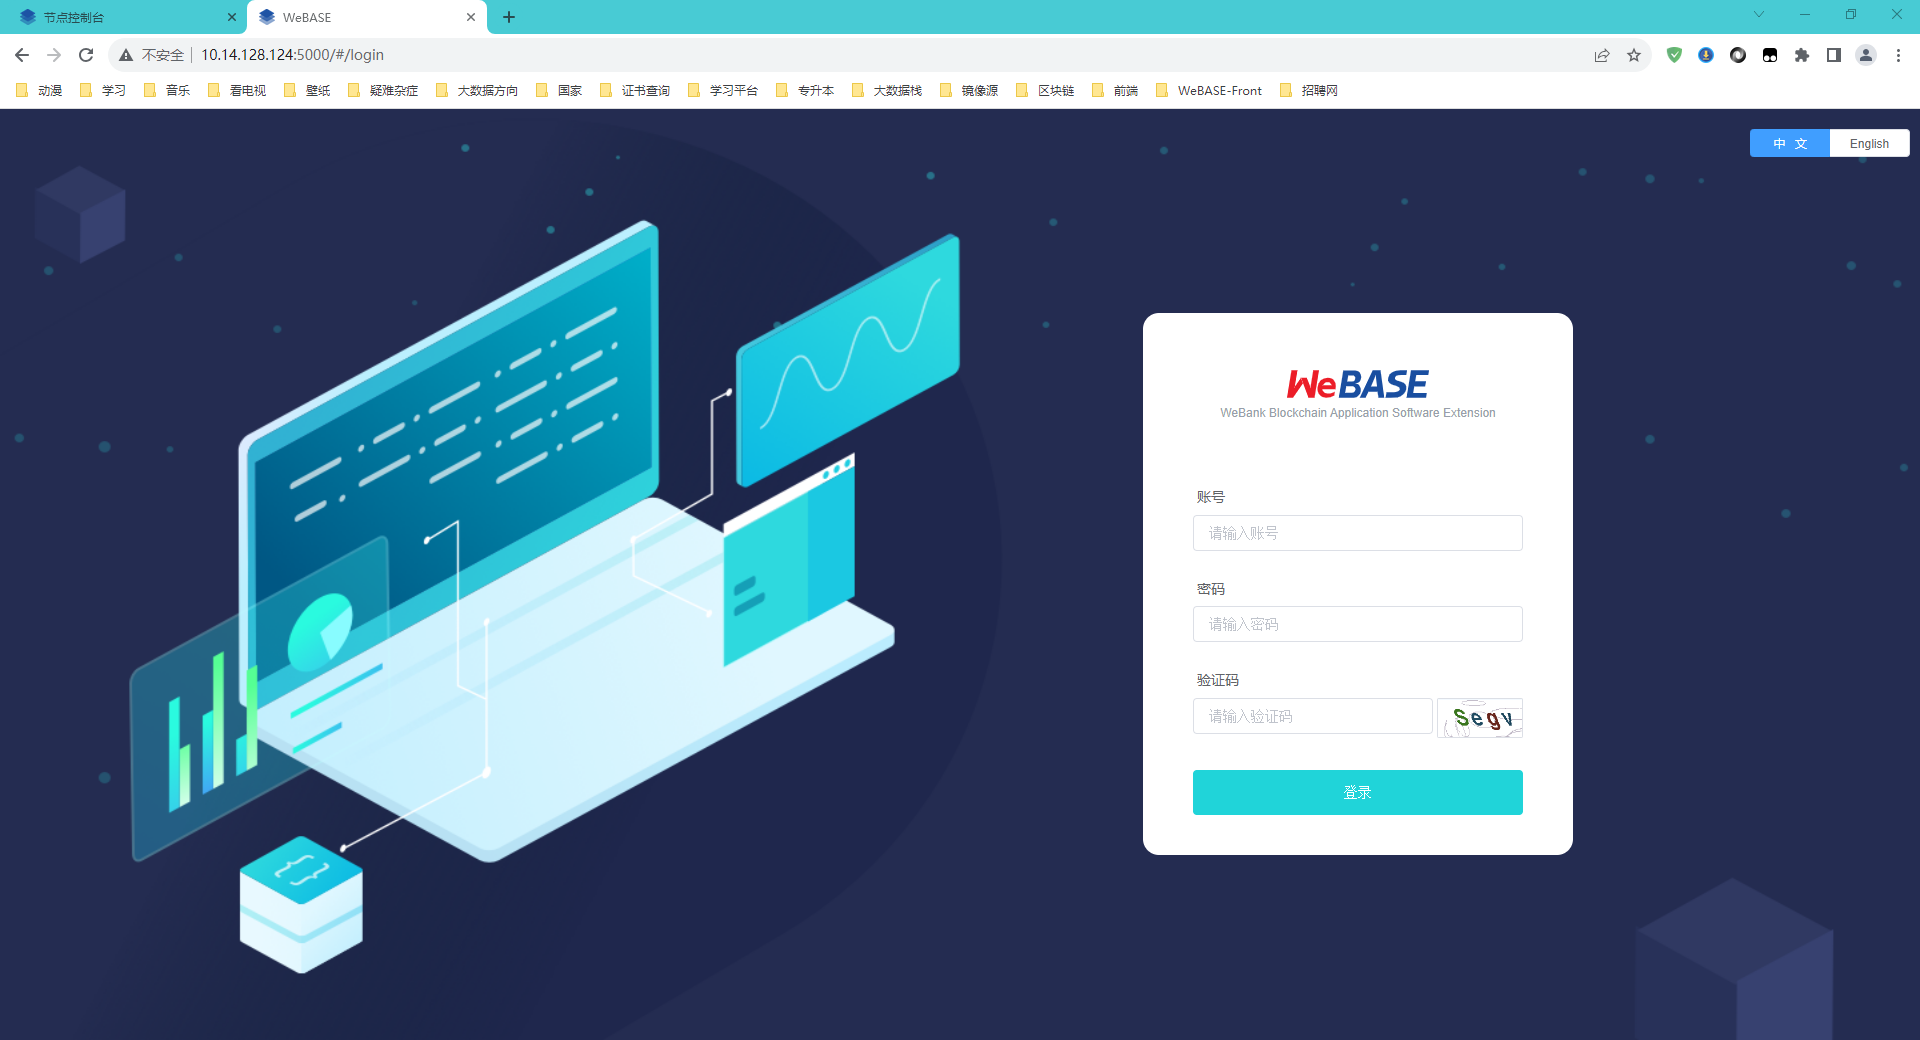 节点控制台
WeBASE
不安全 10.14.128.124:5000/#/login
动漫 学习 音乐 看电视 壁纸 疑难杂症 大数据方向 国家 证书查询 学习平台 专升本 大数据栈 镜像源 区块链 前端 WeBASE-Front 招聘网
中 文 English
WeBASE
WeBank Blockchain Application Software Extension
账号
请输入账号
密码
请输入密码
验证码
请输入验证码 Segv
登录